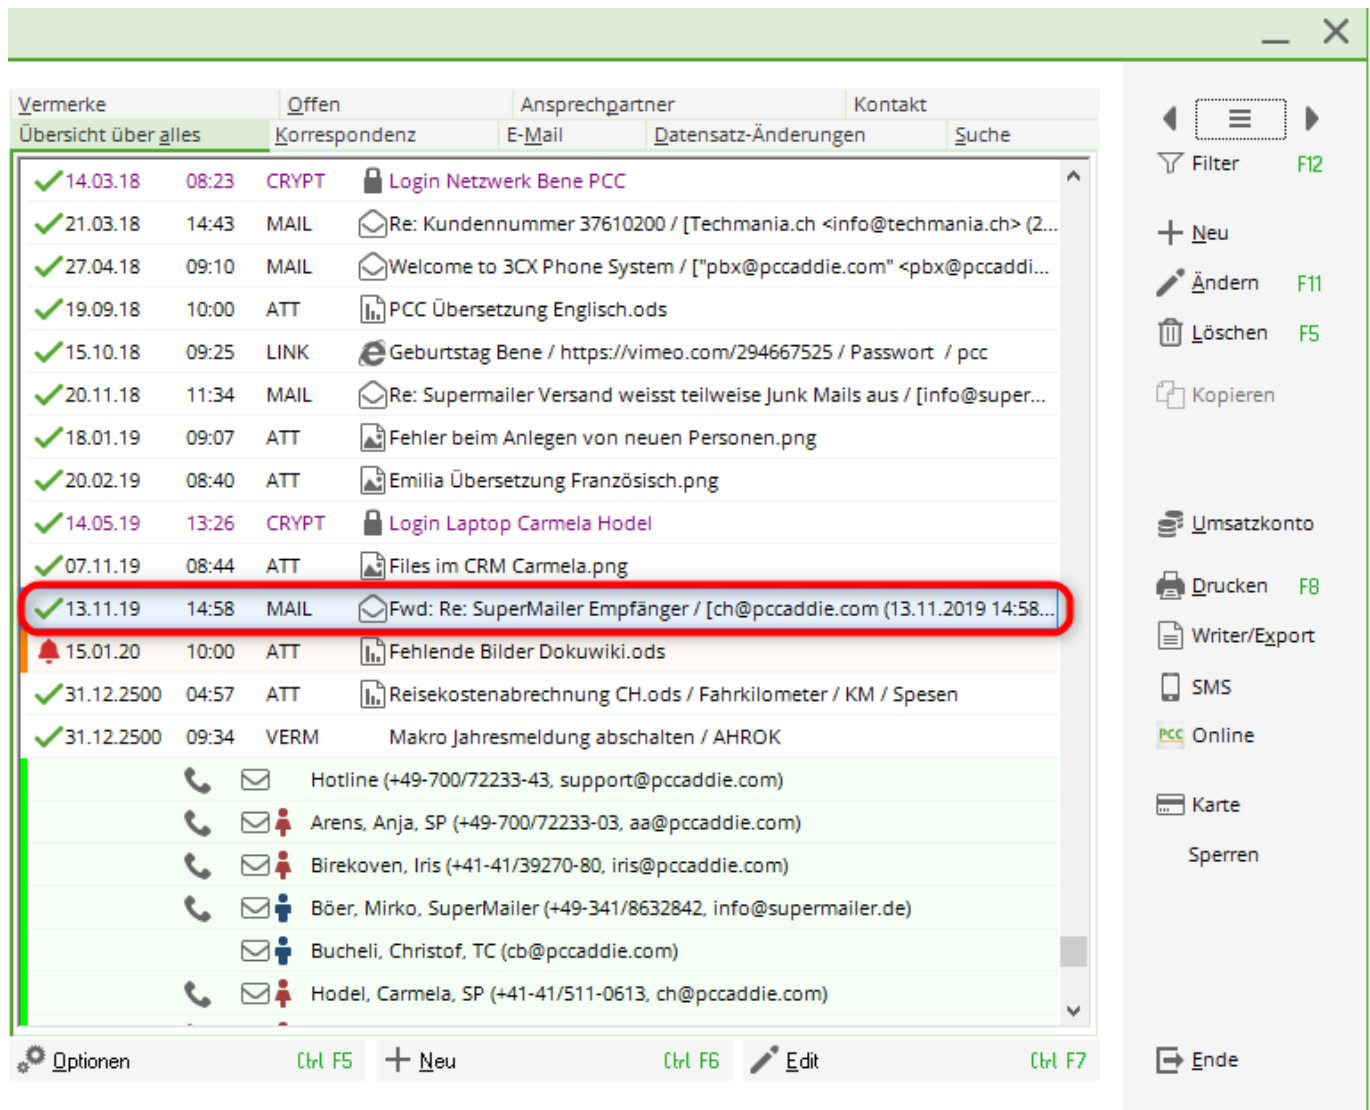 Vermerke Offen Ansprechpartner Kontakt
Übersicht über alles Korrespondenz E-Mail Datensatz-Änderungen Suche
14.03.18 08:23 CRYPT Login Netzwerk Bene PCC
21.03.18 14:43 MAIL Re: Kundennummer 37610200 / [Techmania.ch <info@techmania.ch> (2...
27.04.18 09:10 MAIL Welcome to 3CX Phone System / ["pbx@pccaddie.com" <pbx@pccaddi...
19.09.18 10:00 ATT PCC Übersetzung Englisch.ods
15.10.18 09:25 LINK Geburtstag Bene / https://vimeo.com/294667525 / Passwort / pcc
20.11.18 11:34 MAIL Re: Supermailer Versand weisst teilweise Junk Mails aus / [info@super...
18.01.19 09:07 ATT Fehler beim Anlegen von neuen Personen.png
20.02.19 08:40 ATT Emilia Übersetzung Französisch.png
14.05.19 13:26 CRYPT Login Laptop Carmela Hodel
07.11.19 08:44 ATT Files im CRM Carmela.png
13.11.19 14:58 MAIL Fwd: Re: SuperMailer Empfänger / [ch@pccaddie.com (13.11.2019 14:58...
15.01.20 10:00 ATT Fehlende Bilder Dokuwiki.ods
31.12.2500 04:57 ATT Reisekostenabrechnung CH.ods / Fahrkilometer / KM / Spesen
31.12.2500 09:34 VERM Makro Jahresmeldung abschalten / AHROK
Hotline (+49-700/72233-43, support@pccaddie.com)
Arens, Anja, SP (+49-700/72233-03, aa@pccaddie.com)
Birekoven, Iris (+41-41/39270-80, iris@pccaddie.com)
Böer, Mirko, SuperMailer (+49-341/8632842, info@supermailer.de)
Bucheli, Christof, TC (cb@pccaddie.com)
Hodel, Carmela, SP (+41-41/511-0613, ch@pccaddie.com)
Optionen Ctrl F5 Neu Ctrl F6 Edit Ctrl F7
Filter F12
Neu
Ändern F11
Löschen F5
Kopieren
Umsatzkonto
Drucken F8
Writer/Export
SMS
PCC Online
Karte
Sperren
Ende